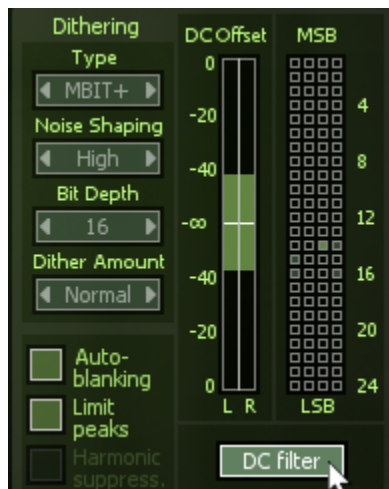 Dithering
Type
MBIT+
Noise Shaping
High
Bit Depth
16
Dither Amount
Normal
Auto-
blanking
Limit
peaks
Harmonic
suppress.
DC Offset
0
-20
-40
-∞
-40
-20
0
L R
MSB
4
8
12
16
20
24
LSB
DC filter